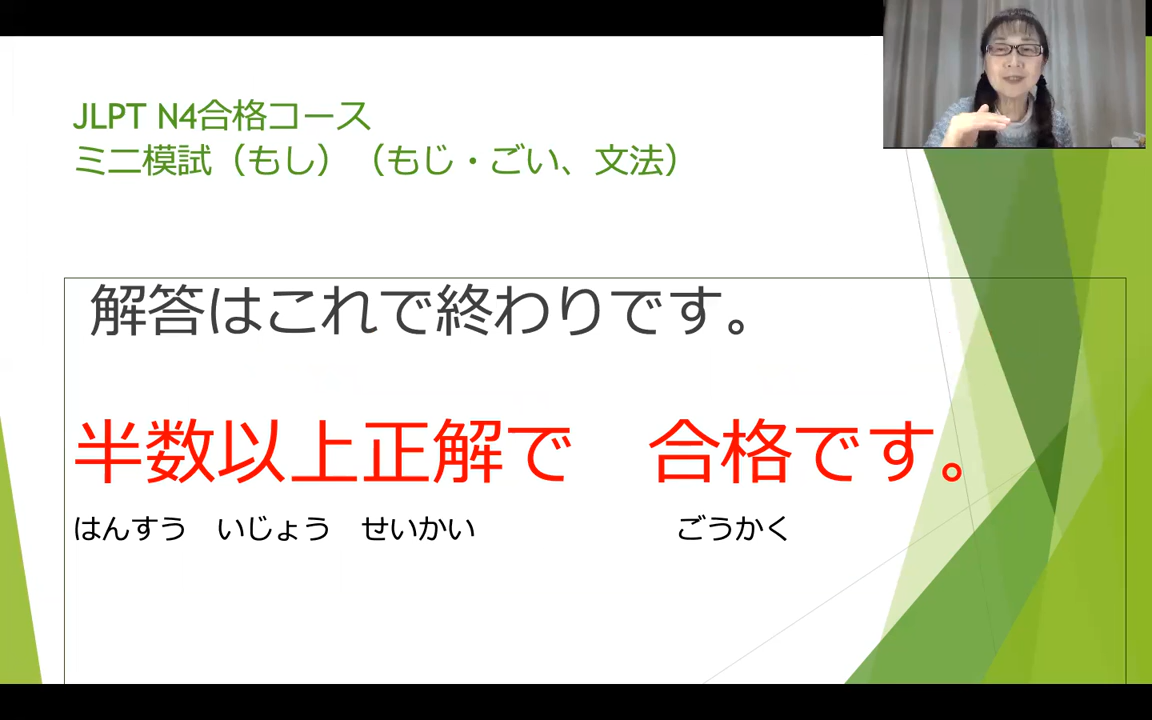 JLPT N4合格コース
ミニ模試（もし）（もじ・ごい、文法）
解答はこれで終わりです。
半数以上正解で　合格です。
はんすう　いじょう　せいかい　ごうかく